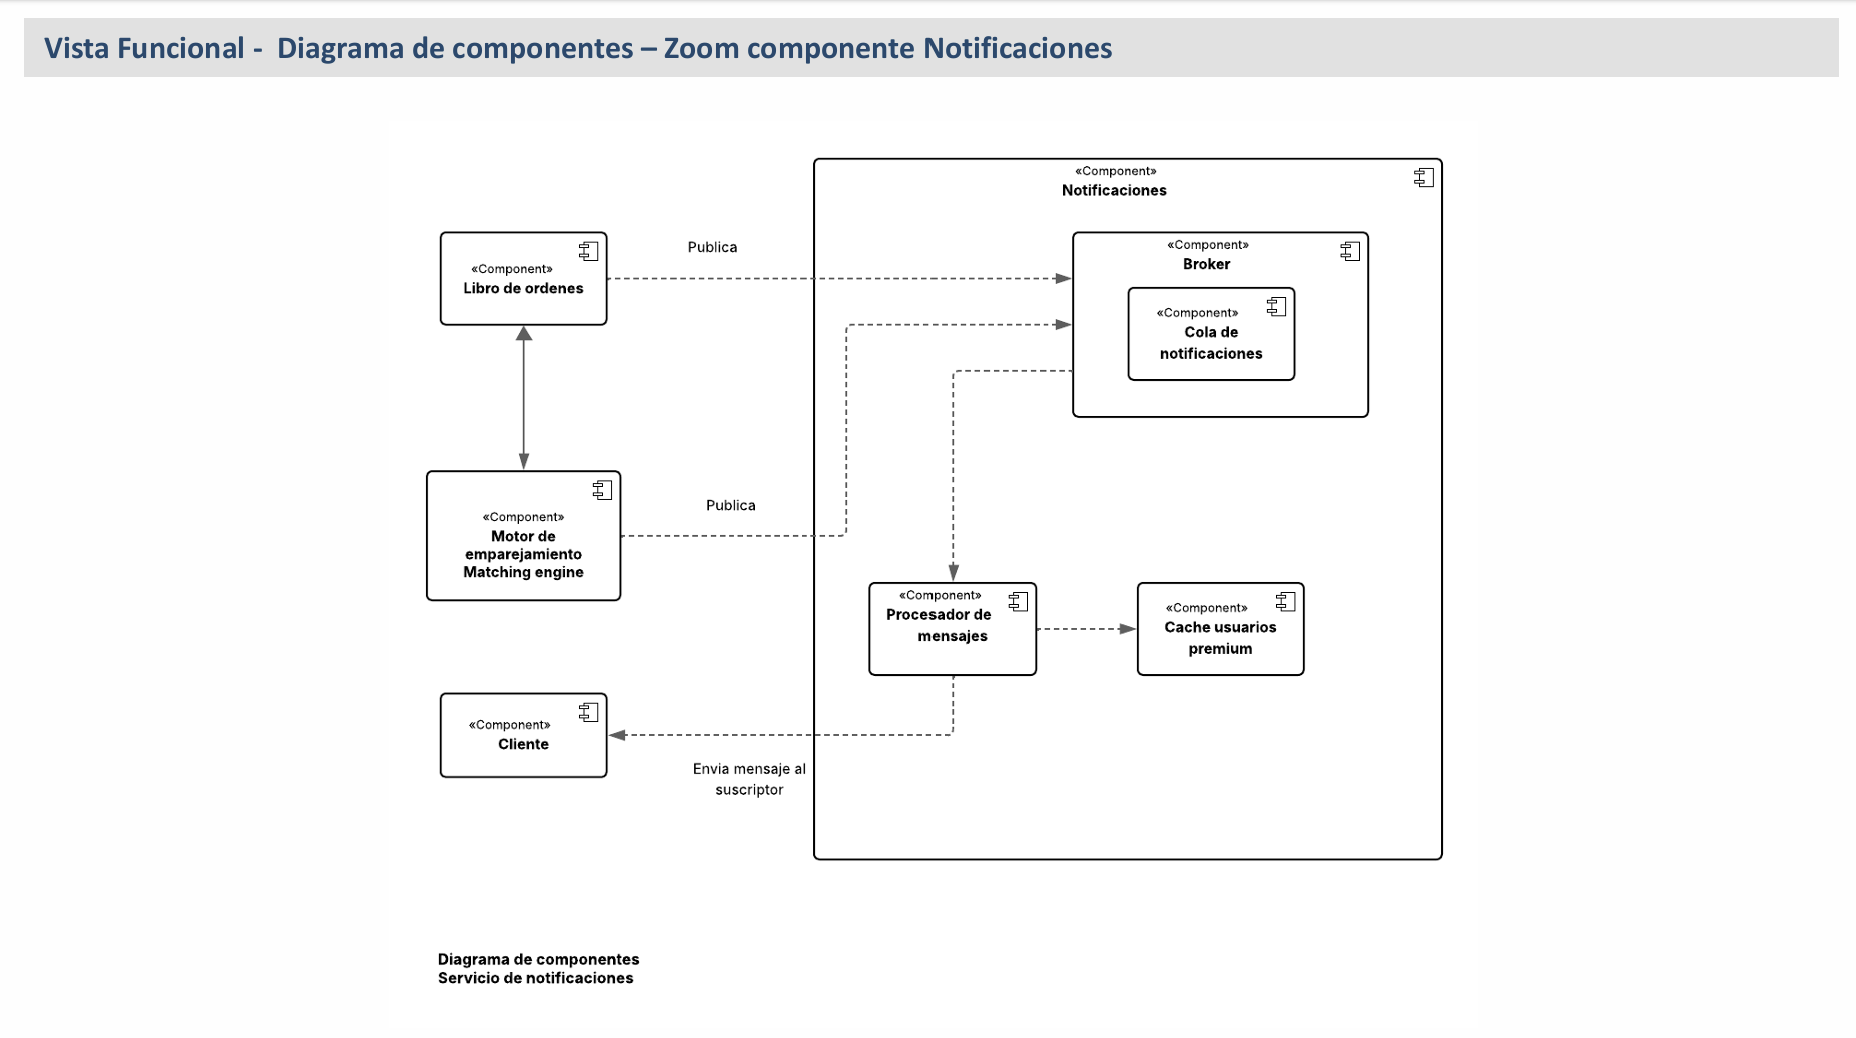 Vista Funcional -  Diagrama de componentes – Zoom componente Notificaciones
«Component»
Notificaciones
Publica
«Component»
Libro de ordenes
«Component»
Broker
«Component»
Cola de
notificaciones
Publica
«Component»
Motor de
emparejamiento
Matching engine
«Component»
Procesador de
mensajes
«Component»
Cache usuarios
premium
«Component»
Cliente
Envia mensaje al
suscriptor
Diagrama de componentes
Servicio de notificaciones